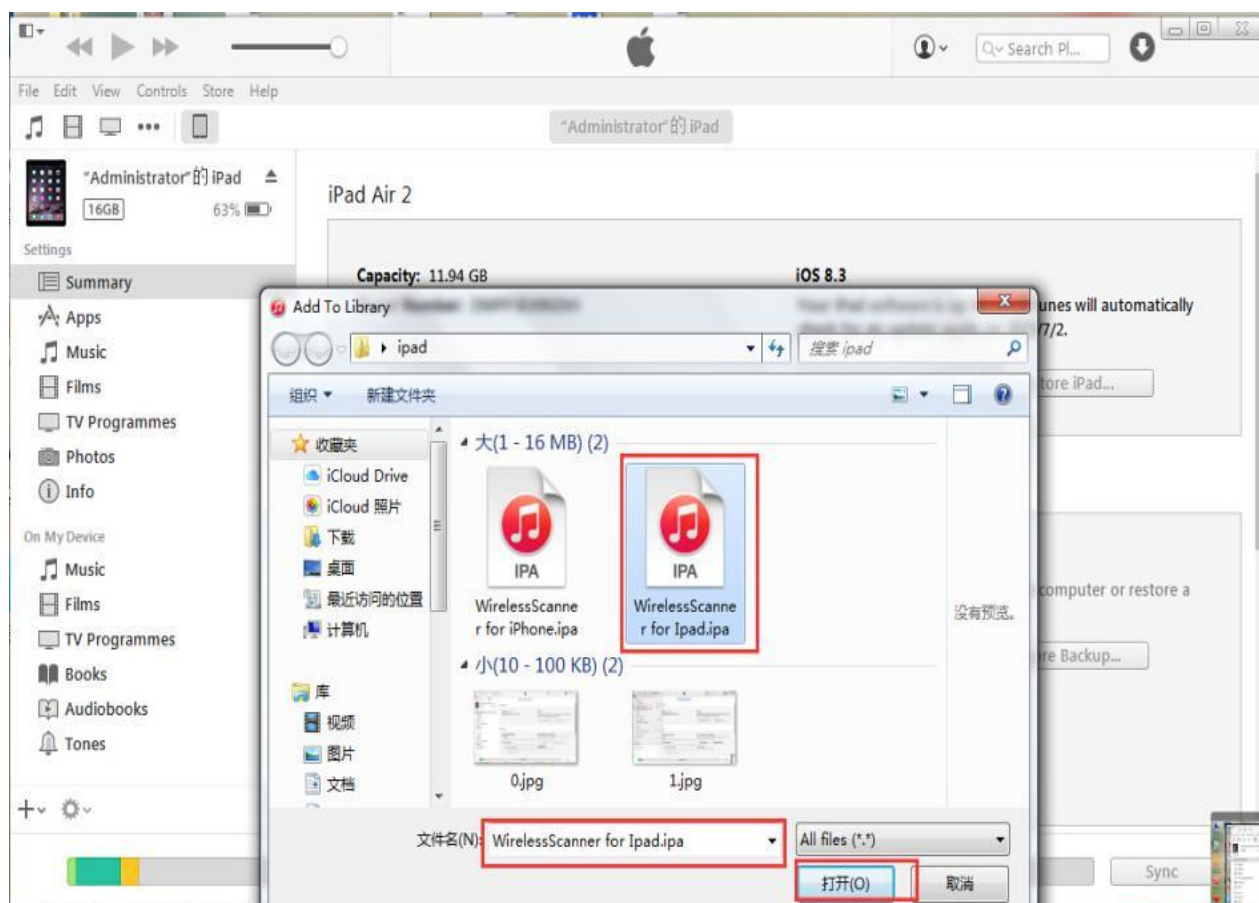 Search Pl...
File Edit View Controls Store Help
"Administrator"的 iPad
"Administrator"的 iPad
16GB 63%
iPad Air 2
Settings
Summary
Apps
Music
Films
TV Programmes
Photos
Info
On My Device
Music
Films
TV Programmes
Books
Audiobooks
Tones
Capacity: 11.94 GB
iOS 8.3
unes will automatically
7/2.
tore iPad...
computer or restore a
re Backup...
Sync
Add To Library
ipad
搜索 ipad
组织 新建文件夹
收藏夹
iCloud Drive
iCloud 照片
下载
桌面
最近访问的位置
计算机
库
视频
图片
文档
大(1 - 16 MB) (2)
IPA
WirelessScanne
r for iPhone.ipa
IPA
WirelessScanne
r for Ipad.ipa
小(10 - 100 KB) (2)
0.jpg
1.jpg
没有预览。
文件名(N): WirelessScanner for Ipad.ipa
All files (*.*)
打开(O) 取消